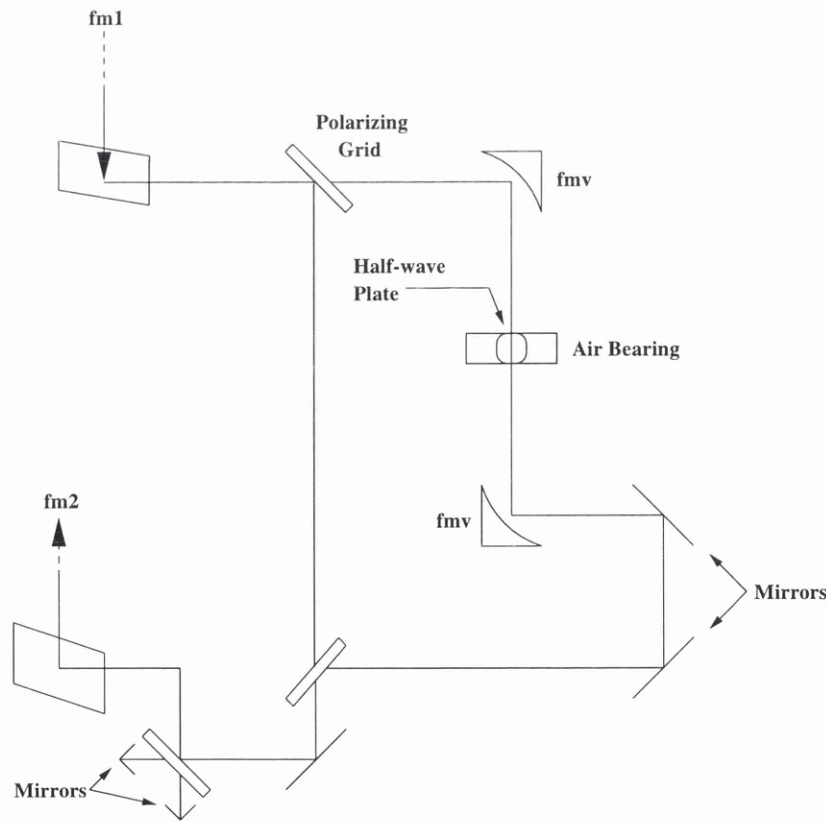 fm1
Polarizing
Grid
fmv
Half-wave
Plate
Air Bearing
fm2
fmv
Mirrors
Mirrors